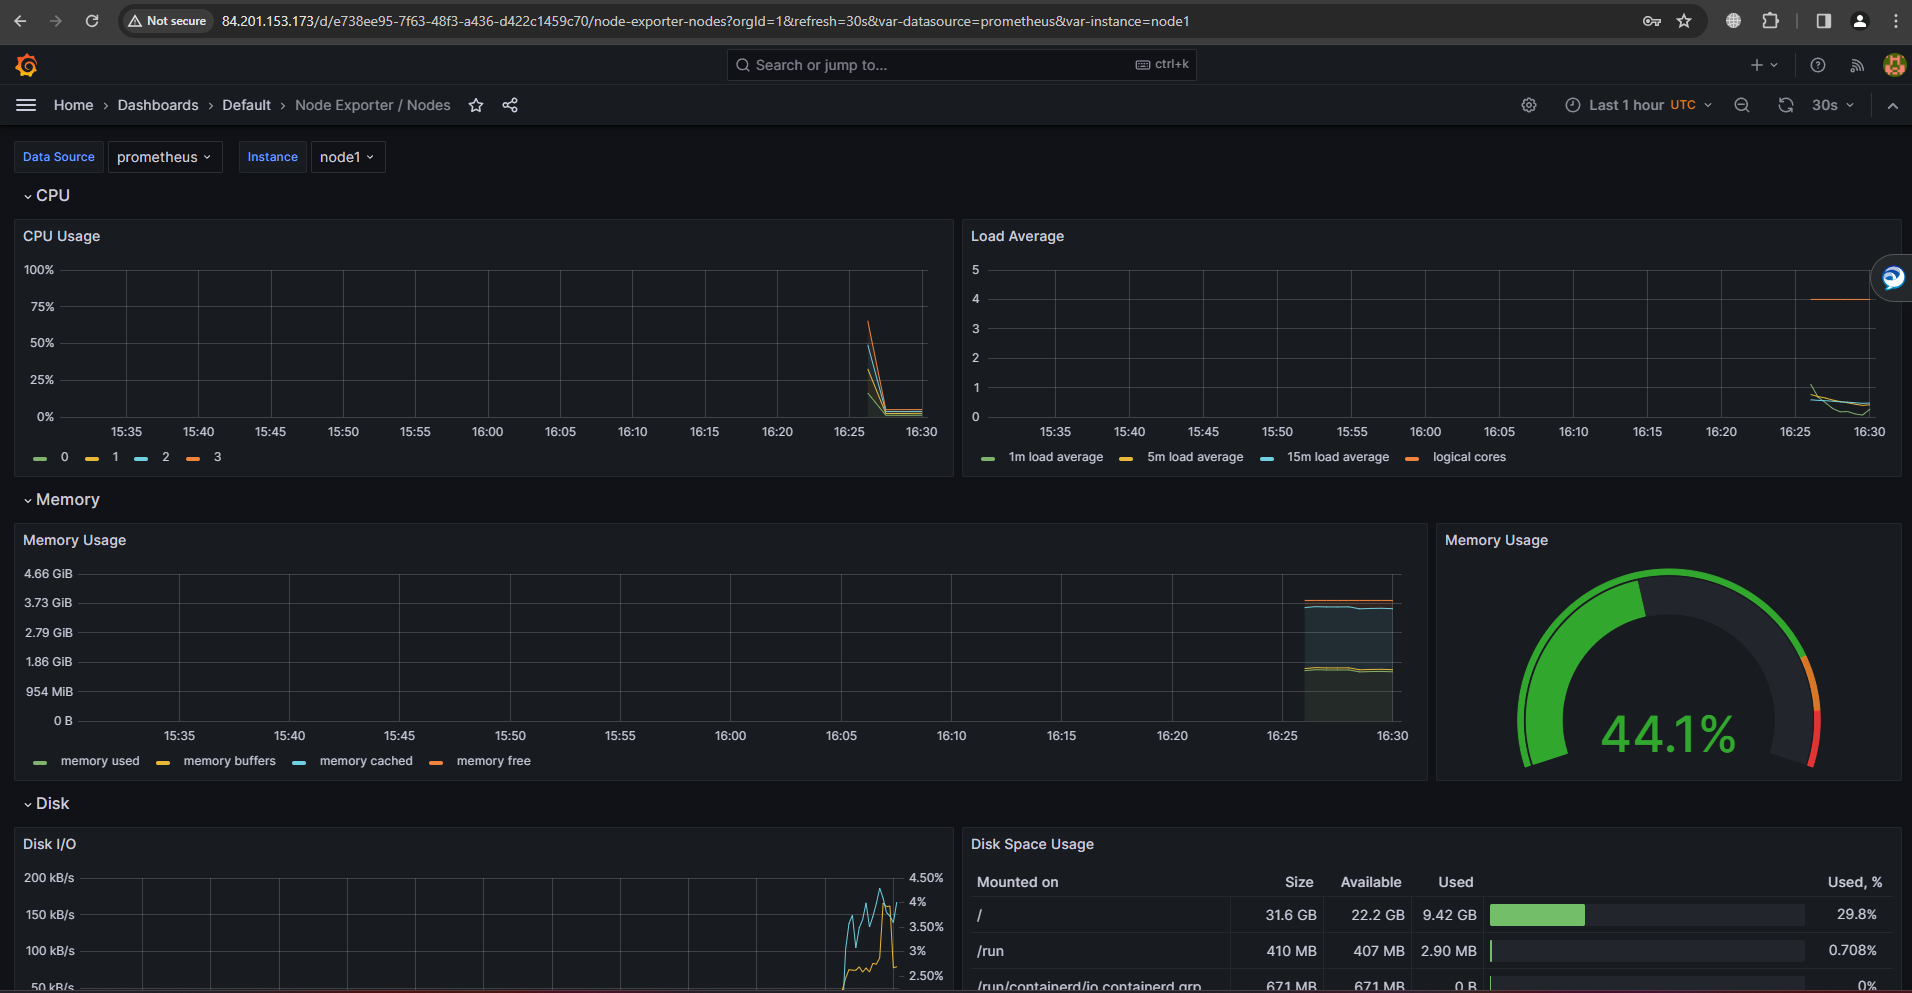 Not secure 84.201.153.173/d/e738ee95-7f63-48f3-a436-d422c1459c70/node-exporter-nodes?orgId=1&refresh=30s&var-datasource=prometheus&var-instance=node1
Search or jump to... ctrl+k
Home › Dashboards › Default › Node Exporter / Nodes Last 1 hour UTC 30s
Data Source prometheus Instance node1
CPU
CPU Usage
100%
75%
50%
25%
0%
15:35 15:40 15:45 15:50 15:55 16:00 16:05 16:10 16:15 16:20 16:25 16:30
0 1 2 3
Load Average
5
4
3
2
1
0
15:35 15:40 15:45 15:50 15:55 16:00 16:05 16:10 16:15 16:20 16:25 16:30
1m load average 5m load average 15m load average logical cores
Memory
Memory Usage
4.66 GiB
3.73 GiB
2.79 GiB
1.86 GiB
954 MiB
0 B
15:35 15:40 15:45 15:50 15:55 16:00 16:05 16:10 16:15 16:20 16:25 16:30
memory used memory buffers memory cached memory free
Memory Usage
44.1%
Disk
Disk I/O
200 kB/s
150 kB/s
100 kB/s
50 kB/s
4.50%
4%
3.50%
3%
2.50%
Disk Space Usage
Mounted on Size Available Used Used, %
/ 31.6 GB 22.2 GB 9.42 GB 29.8%
/run 410 MB 407 MB 2.90 MB 0.708%
/run/containerd/io.containerd.grp 671 MB 671 MB 0 B 0%